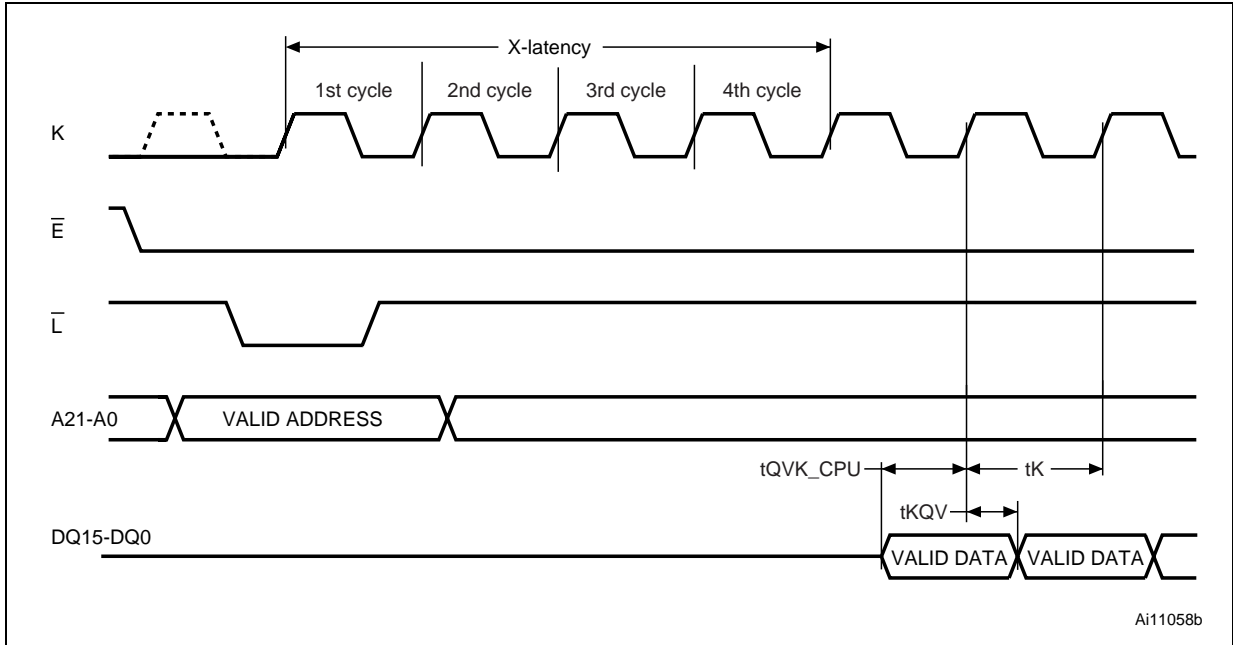 X-latency
1st cycle 2nd cycle 3rd cycle 4th cycle
K
E̅
L̅
A21-A0 VALID ADDRESS
tQVK_CPU tK
tKQV
DQ15-DQ0
VALID DATA VALID DATA
Ai11058b